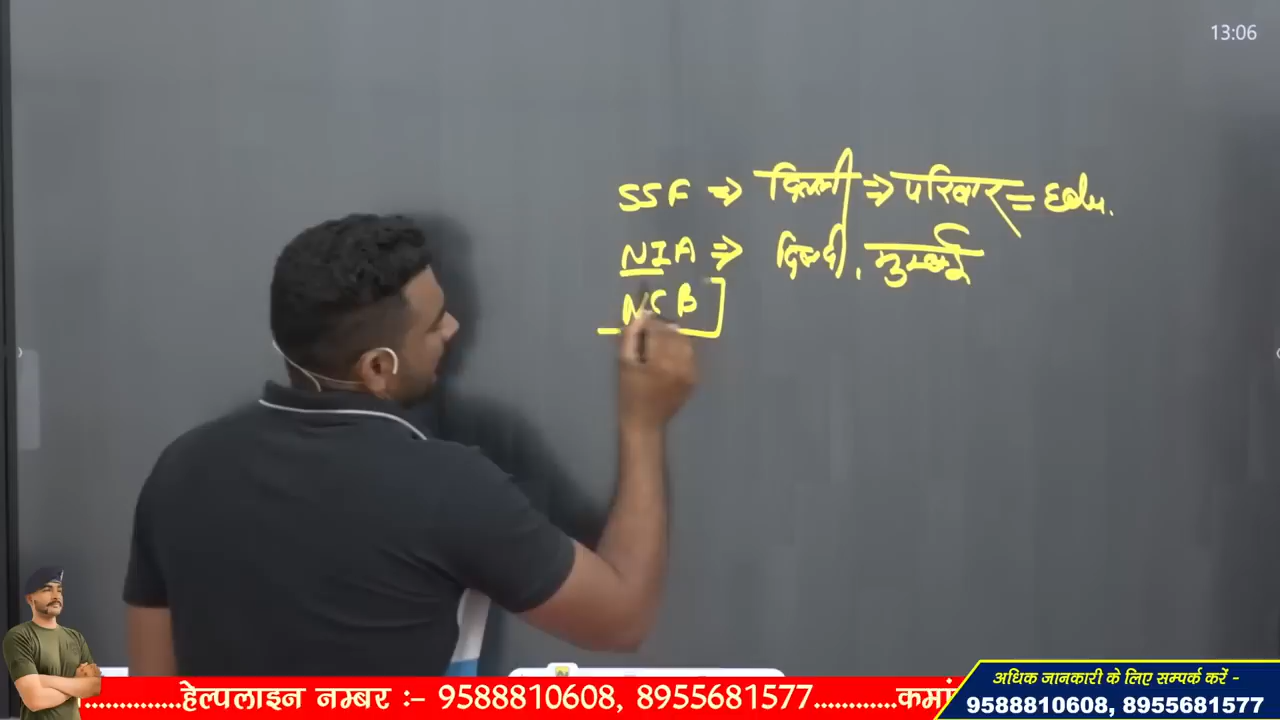 13:06
SSF ⇒ दिल्ली ⇒ परिवार = Edu.
NIA ⇒ दिल्ली, मुम्बई
NCB
.............हेल्पलाइन नम्बर :- 9588810608, 8955681577............कमां
अधिक जानकारी के लिए सम्पर्क करें -
9588810608, 8955681577